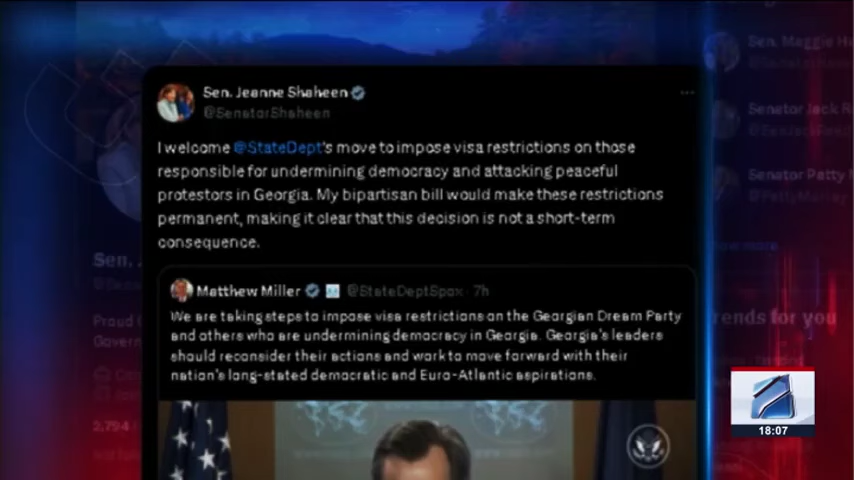 Sen. Jeanne Shaheen
@SenatorShaheen
I welcome @StateDept's move to impose visa restrictions on those
responsible for undermining democracy and attacking peaceful
protestors in Georgia. My bipartisan bill would make these restrictions
permanent, making it clear that this decision is not a short-term
consequence.
Matthew Miller @StateDeptSpox · 7h
We are taking steps to impose visa restrictions on the Georgian Dream Party
and others who are undermining democracy in Georgia. Georgia's leaders
should reconsider their actions and work to move forward with their
nation's long-stated democratic and Euro-Atlantic aspirations.
Sen. Maggie
Senator Jack
Senator Patty
@PattyMurray
Sen.
Proud
2,794
for you
18:07